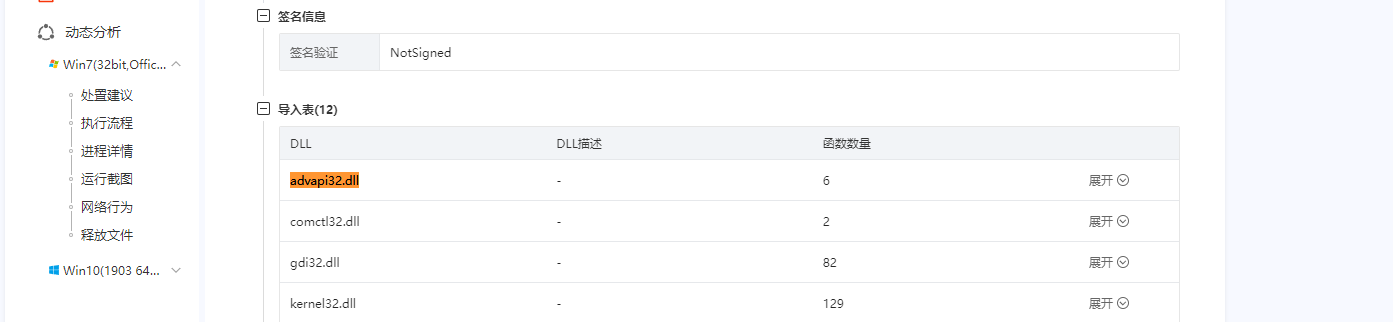 动态分析
Win7(32bit,Offic...
处置建议
执行流程
进程详情
运行截图
网络行为
释放文件
Win10(1903 64...
签名信息
签名验证 NotSigned
导入表(12)
DLL DLL描述 函数数量
advapi32.dll - 6 展开
comctl32.dll - 2 展开
gdi32.dll - 82 展开
kernel32.dll - 129 展开